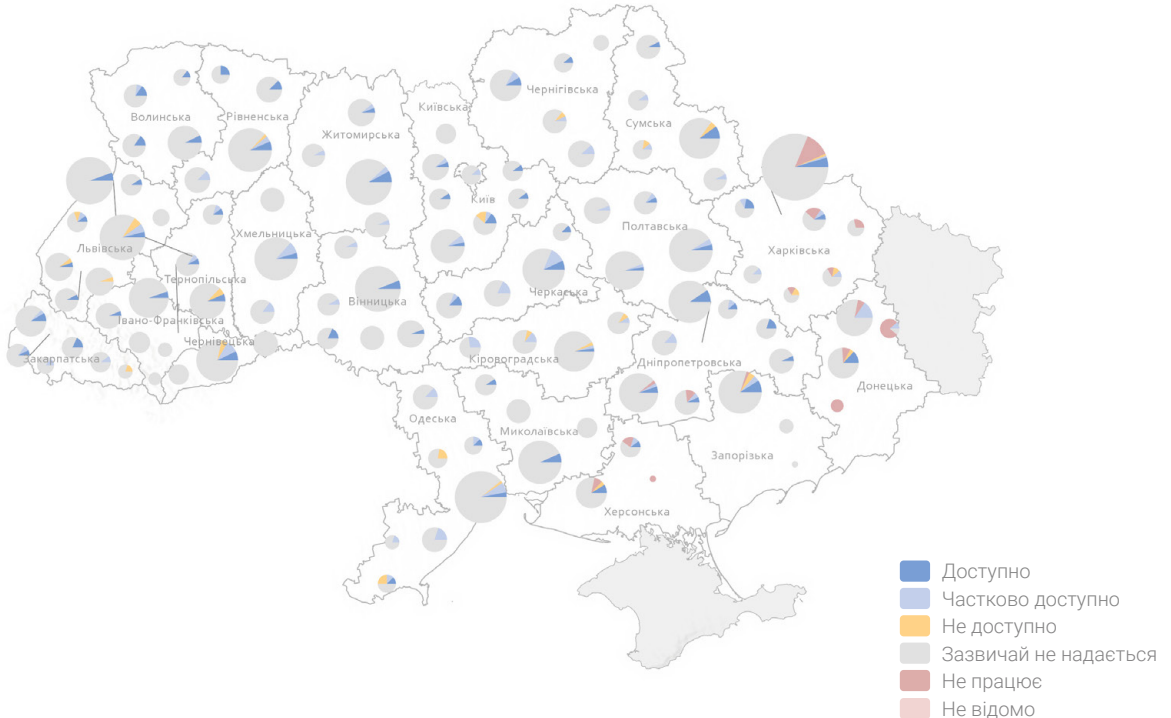 Київська
Чернігівська
Волинська
Рівненська
Житомирська
Сумська
Київ
Полтавська
Хмельницька
Львівська
Харківська
Тернопільська
Вінницька
Черкаська
Івано-Франківська
Чернівецька
Закарпатська
Кіровоградська
Дніпропетровська
Донецька
Одеська
Миколаївська
Запорізька
Херсонська
Доступно
Частково доступно
Не доступно
Зазвичай не надається
Не працює
Не відомо